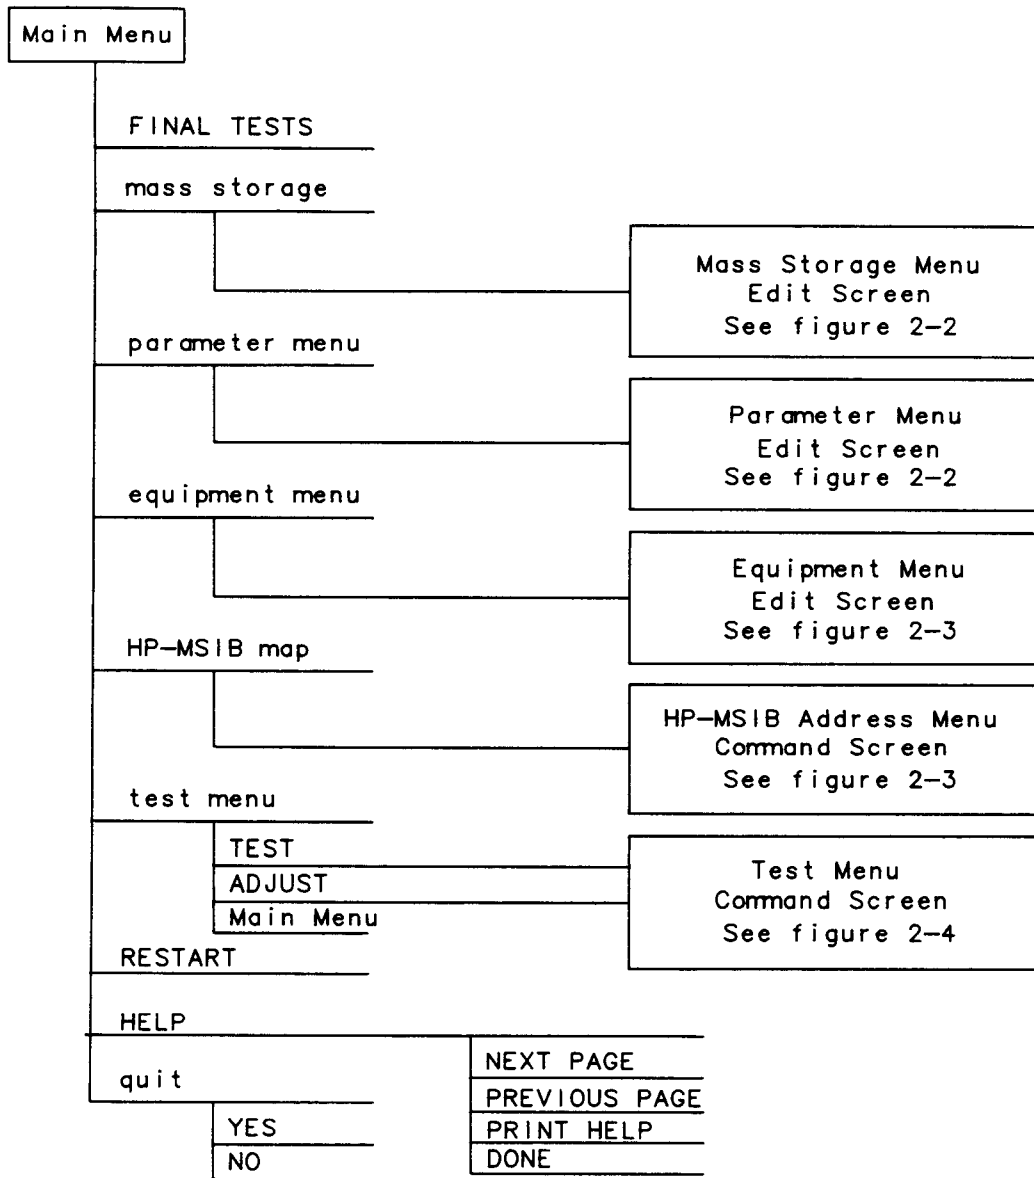 Main Menu
FINAL TESTS
mass storage
Mass Storage Menu
Edit Screen
See figure 2-2
parameter menu
Parameter Menu
Edit Screen
See figure 2-2
equipment menu
Equipment Menu
Edit Screen
See figure 2-3
HP-MSIB map
HP-MSIB Address Menu
Command Screen
See figure 2-3
test menu
TEST
ADJUST
Main Menu
Test Menu
Command Screen
See figure 2-4
RESTART
HELP
NEXT PAGE
PREVIOUS PAGE
PRINT HELP
DONE
quit
YES
NO